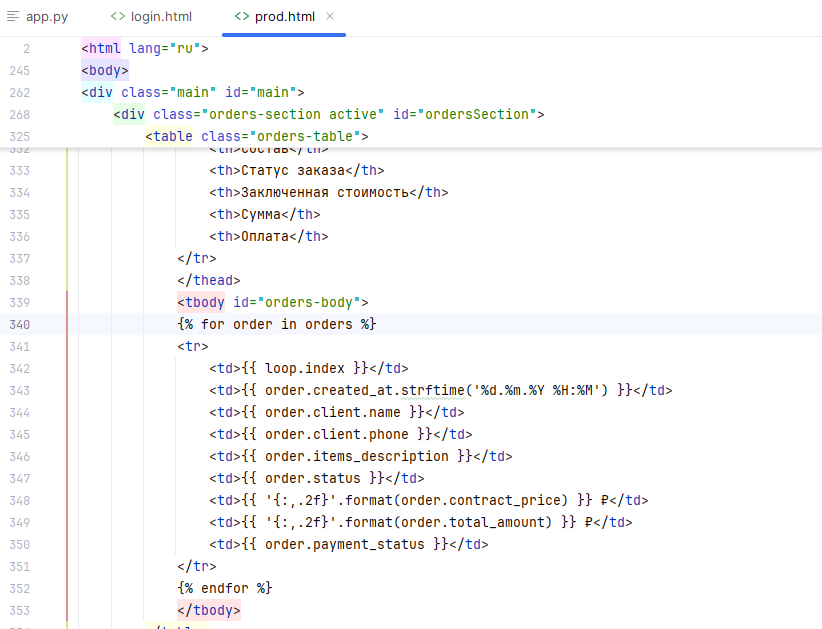 app.py
login.html
prod.html
2 <html lang="ru">
245 <body>
262 <div class="main" id="main">
268 <div class="orders-section active" id="ordersSection">
325 <table class="orders-table">
332 <th>Состав</th>
333 <th>Статус заказа</th>
334 <th>Заключенная стоимость</th>
335 <th>Сумма</th>
336 <th>Оплата</th>
337 </tr>
338 </thead>
339 <tbody id="orders-body">
340 {% for order in orders %}
341 <tr>
342 <td>{{ loop.index }}</td>
343 <td>{{ order.created_at.strftime('%d.%m.%Y %H:%M') }}</td>
344 <td>{{ order.client.name }}</td>
345 <td>{{ order.client.phone }}</td>
346 <td>{{ order.items_description }}</td>
347 <td>{{ order.status }}</td>
348 <td>{{ '{:,.2f}'.format(order.contract_price) }} ₽</td>
349 <td>{{ '{:,.2f}'.format(order.total_amount) }} ₽</td>
350 <td>{{ order.payment_status }}</td>
351 </tr>
352 {% endfor %}
353 </tbody>